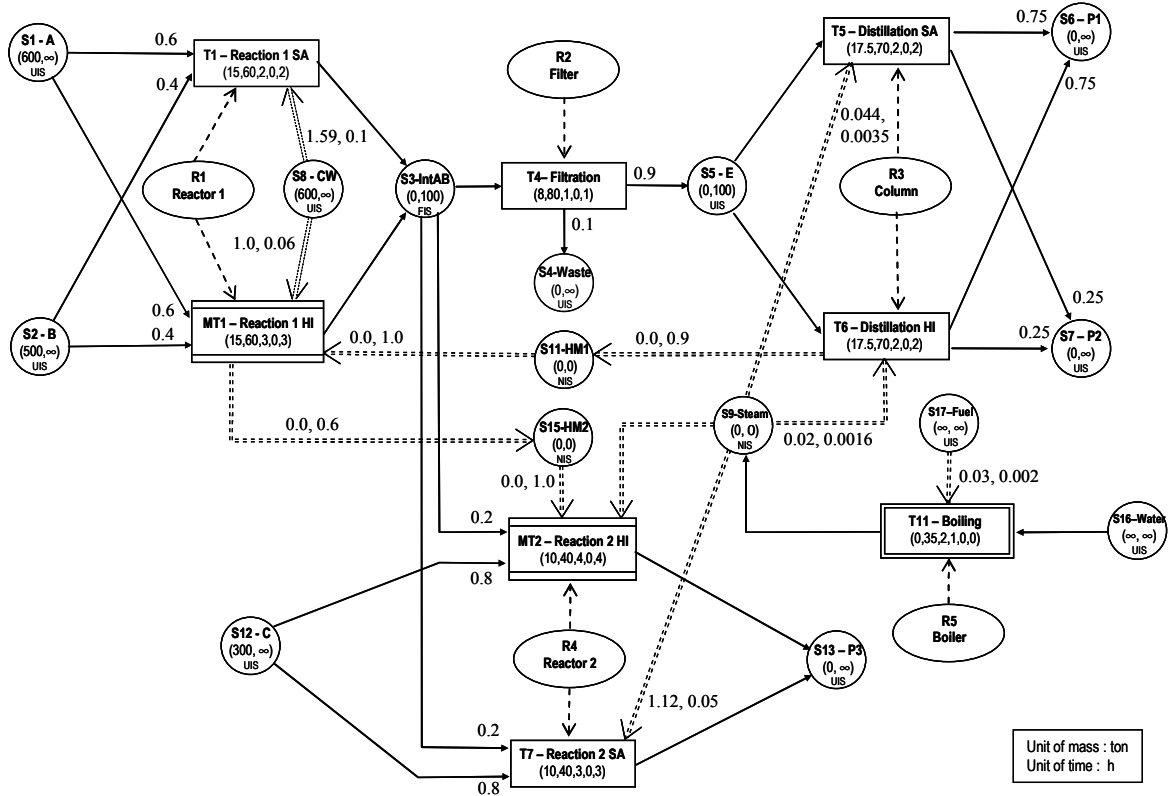 S1 - A
(600,∞)
UIS
0.6
0.4
T1 – Reaction 1 SA
(15,60,2,0,2)
R2
Filter
T5 – Distillation SA
(17.5,70,2,0,2)
0.75
S6 – P1
(0,∞)
UIS
0.75
1.59, 0.1
0.044,
0.0035
R1
Reactor 1
S8 - CW
(600,∞)
UIS
S3-IntAB
(0,100)
FIS
T4– Filtration
(8,80,1,0,1)
0.9
S5 - E
(0,100)
UIS
R3
Column
0.1
1.0, 0.06
S4-Waste
(0,∞)
UIS
0.6
0.4
S2 - B
(500,∞)
UIS
MT1 – Reaction 1 HI
(15,60,3,0,3)
0.0, 1.0
S11-HM1
(0,0)
NIS
0.0, 0.9
T6 – Distillation HI
(17.5,70,2,0,2)
0.25
0.25
S7 – P2
(0,∞)
UIS
0.0, 0.6
S15-HM2
(0,0)
NIS
0.0, 1.0
S9-Steam
(0, 0)
NIS
0.02, 0.0016
S17–Fuel
(∞, ∞)
UIS
0.03, 0.002
0.2
0.8
MT2 – Reaction 2 HI
(10,40,4,0,4)
T11 – Boiling
(0,35,2,1,0,0)
S16–Water
(∞, ∞)
UIS
S12 - C
(300, ∞)
UIS
R4
Reactor 2
R5
Boiler
S13 – P3
(0, ∞)
UIS
1.12, 0.05
0.2
0.8
T7 – Reaction 2 SA
(10,40,3,0,3)
Unit of mass : ton
Unit of time : h